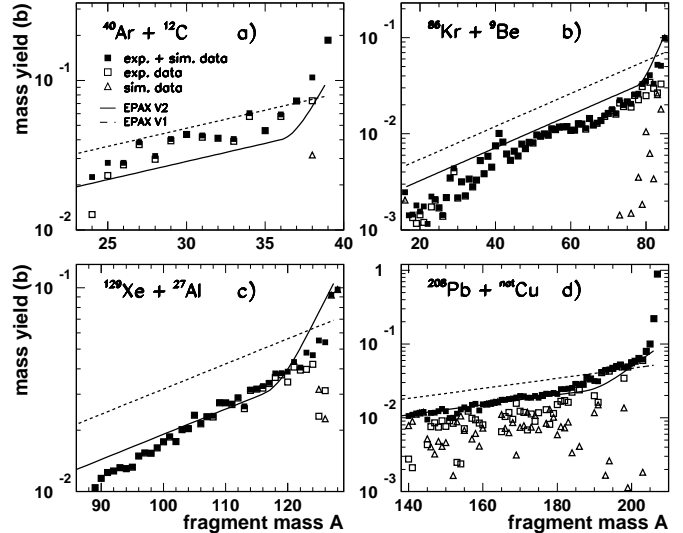 mass yield (b)
⁴⁰Ar + ¹²C a)
exp. + sim. data
exp. data
sim. data
EPAX V2
EPAX V1
10⁻¹
10⁻²
25 30 35 40
⁸⁶Kr + ⁹Be b)
10⁻¹
10⁻²
10⁻³
20 40 60 80
mass yield (b)
¹²⁹Xe + ²⁷Al c)
10⁻¹
10⁻²
90 100 110 120
fragment mass A
²⁰⁸Pb + ⁿᵃᵗCu d)
1
10⁻¹
10⁻²
10⁻³
140 160 180 200
fragment mass A